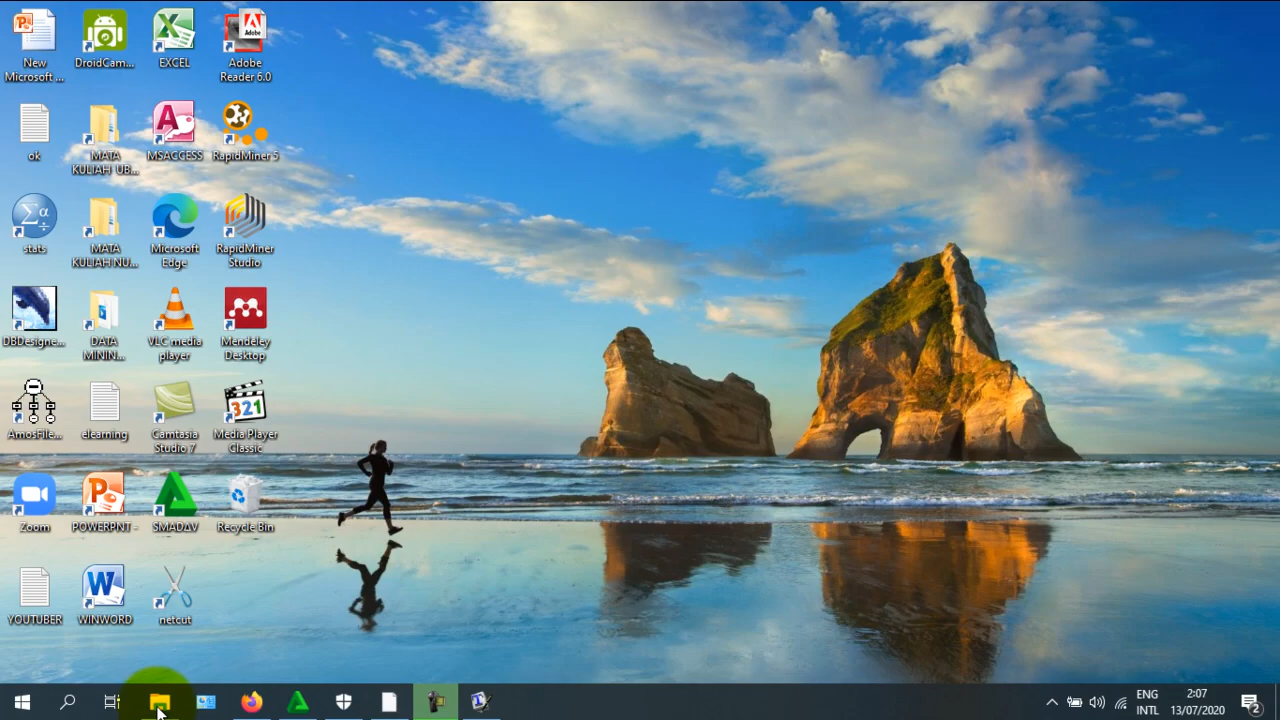 New
Microsoft ...
DroidCam...
EXCEL
Adobe
Adobe
Reader 6.0
ok
MATA
KULIAH UB...
MSACCESS
RapidMiner 5
stats
MATA
KULIAH NU...
Microsoft
Edge
RapidMiner
Studio
DBDesigne...
DATA
MININ...
VLC media
player
Mendeley
Desktop
AmosFile...
elearning
Camtasia
Studio 7
321
Media Player
Classic
Zoom
POWERPNT -
SMADAV
Recycle Bin
YOUTUBER
WINWORD
netcut
ENG
INTL
2:07
13/07/2020
2